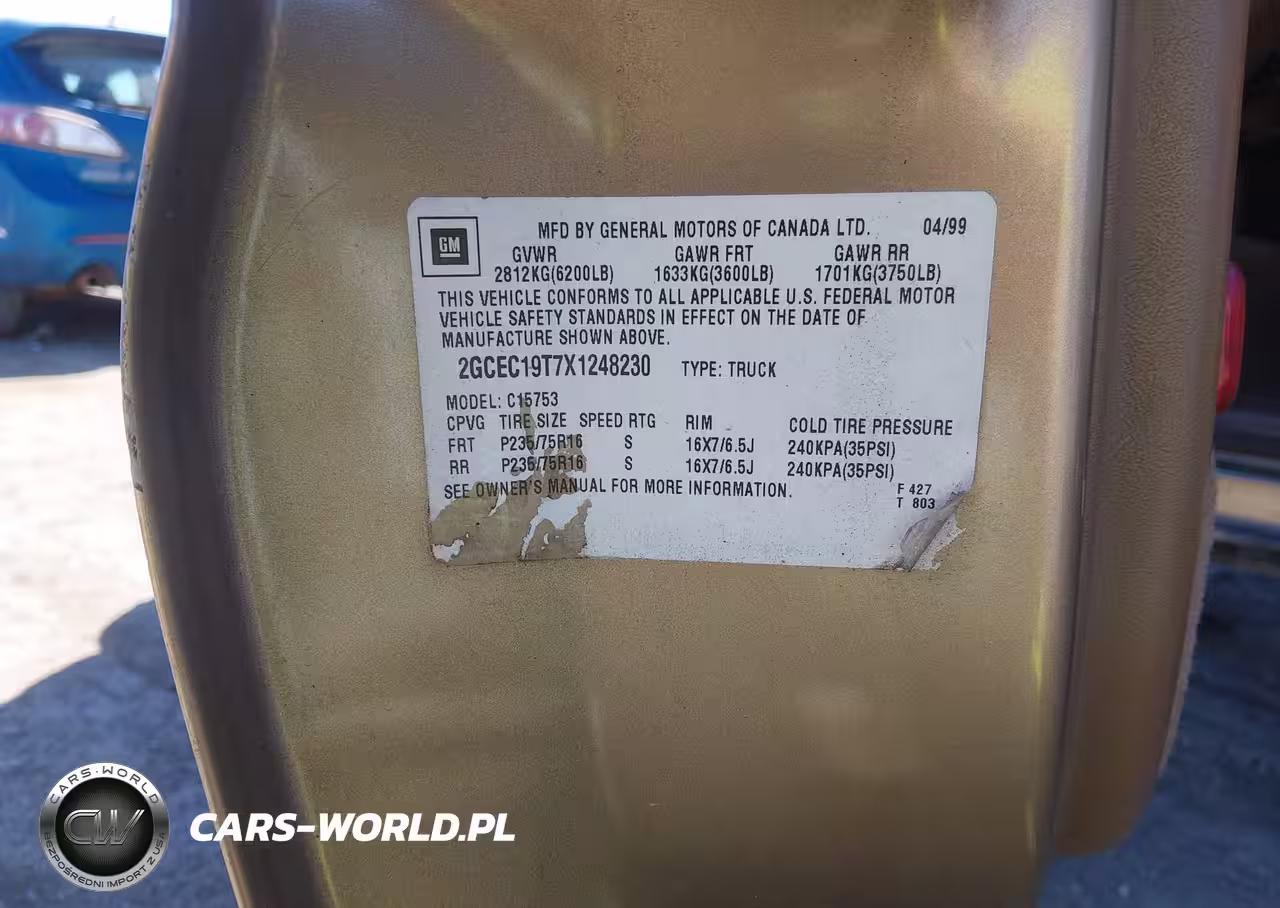 GM
MFD BY GENERAL MOTORS OF CANADA LTD. 04/99
GVWR GAWR FRT GAWR RR
2812KG(6200LB) 1633KG(3600LB) 1701KG(3750LB)
THIS VEHICLE CONFORMS TO ALL APPLICABLE U.S. FEDERAL MOTOR
VEHICLE SAFETY STANDARDS IN EFFECT ON THE DATE OF
MANUFACTURE SHOWN ABOVE.
2GCEC19T7X1248230 TYPE: TRUCK
MODEL: C15753
CPVG TIRE SIZE SPEED RTG RIM COLD TIRE PRESSURE
FRT P235/75R16 S 16X7/6.5J 240KPA(35PSI)
RR P235/75R16 S 16X7/6.5J 240KPA(35PSI)
SEE OWNER'S MANUAL FOR MORE INFORMATION.
F 427
T 803
CARS-WORLD
CW
BEZPOŚREDNI IMPORT Z USA
CARS-WORLD.PL